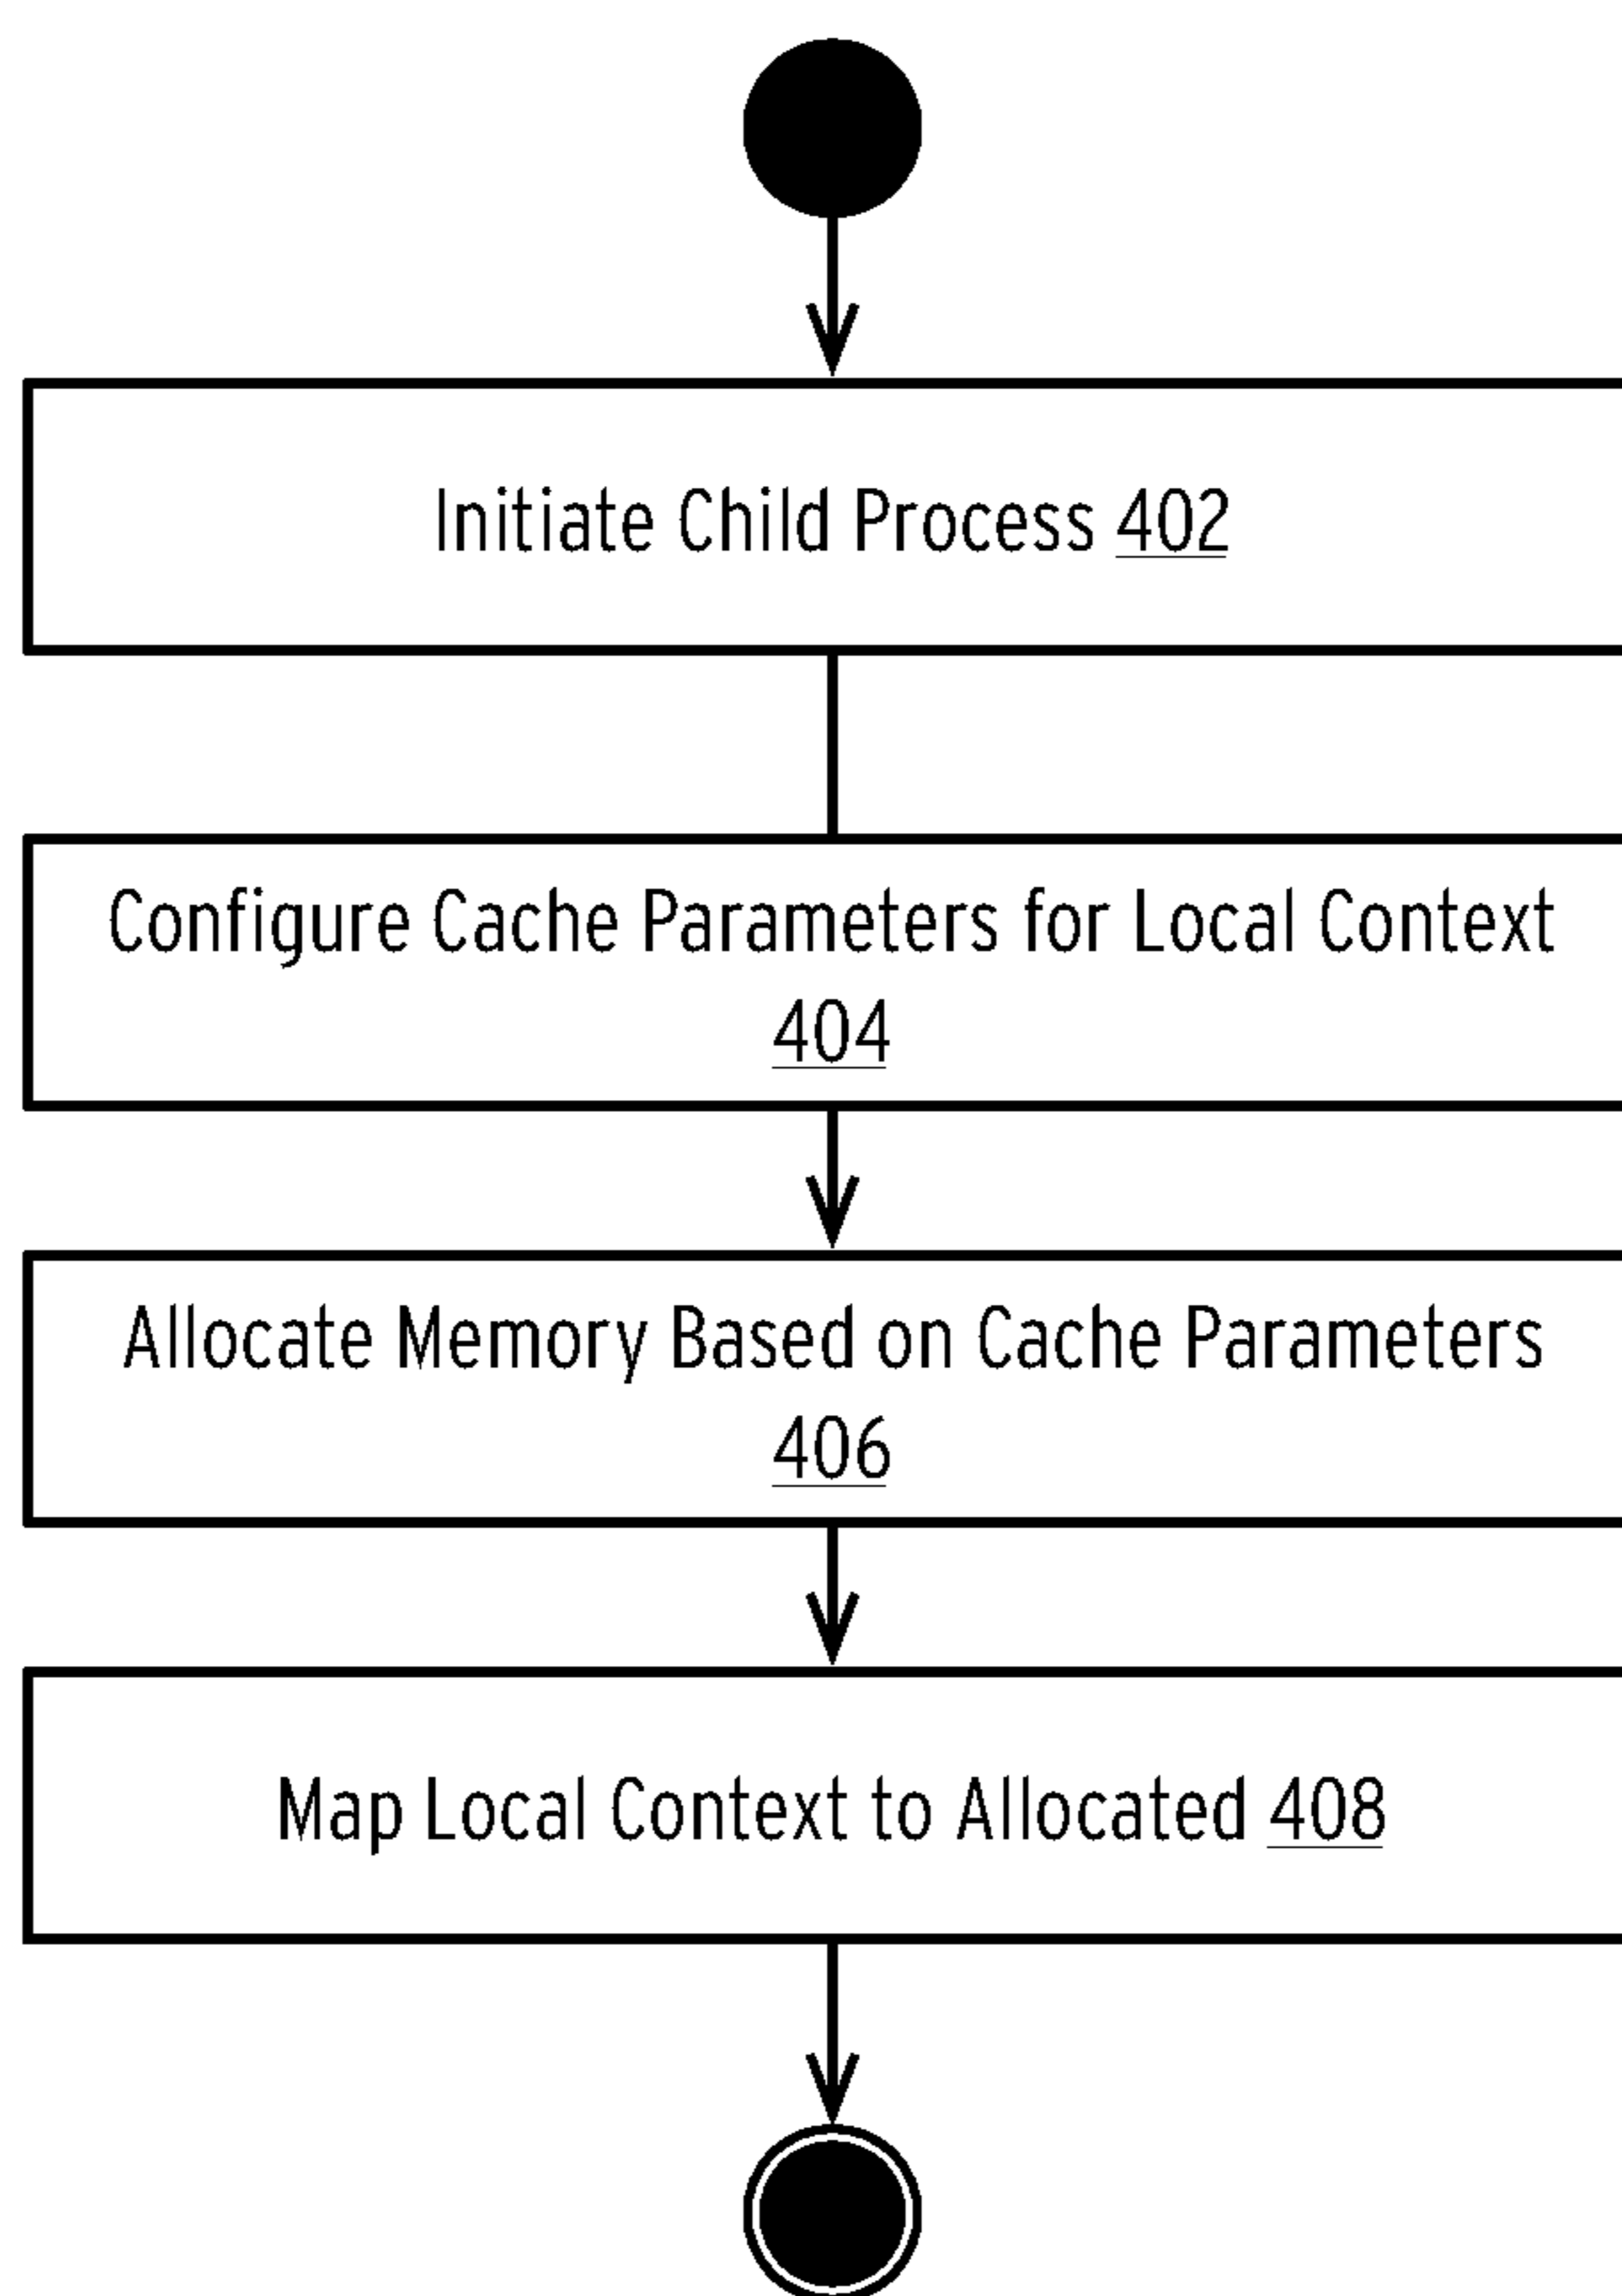 Initiate Child Process 402
Configure Cache Parameters for Local Context
404
Allocate Memory Based on Cache Parameters
406
Map Local Context to Allocated 408